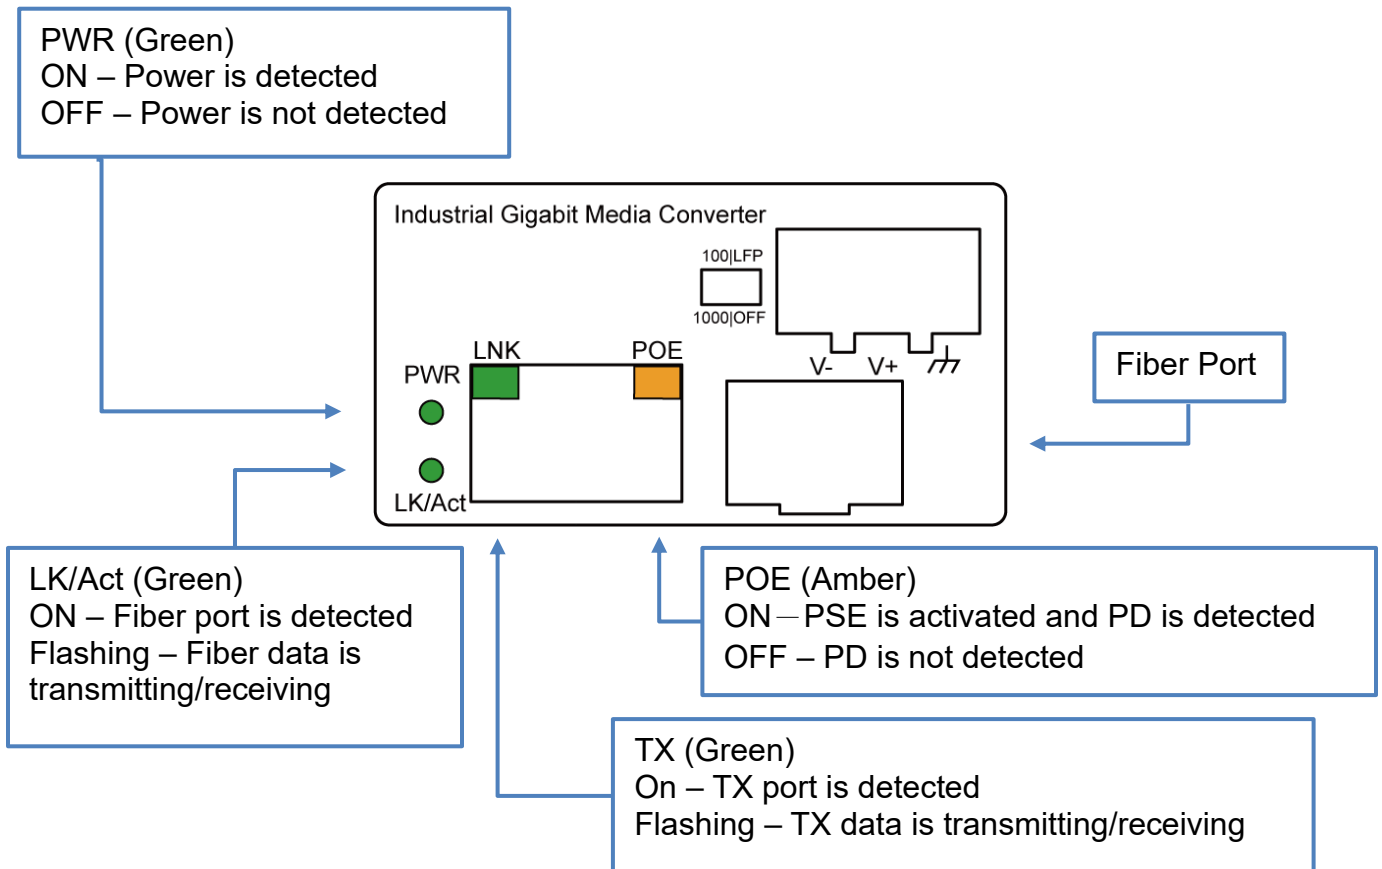 PWR (Green)
ON – Power is detected
OFF – Power is not detected
Industrial Gigabit Media Converter
100|LFP
1000|OFF
LNK
POE
PWR
V-
V+
Fiber Port
LK/Act
LK/Act (Green)
ON – Fiber port is detected
Flashing – Fiber data is
transmitting/receiving
POE (Amber)
ON — PSE is activated and PD is detected
OFF – PD is not detected
TX (Green)
On – TX port is detected
Flashing – TX data is transmitting/receiving